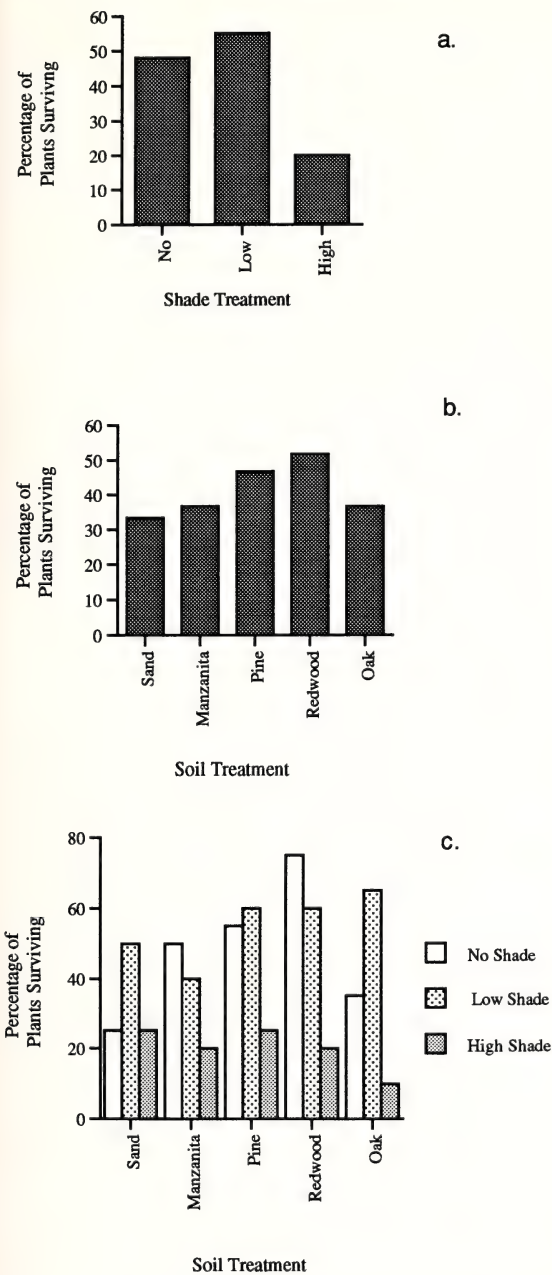 a.
60
50
40
30
20
10
0
Percentage of
Plants Survivng
No
Low
High
Shade Treatment
b.
60
50
40
30
20
10
0
Percentage of
Plants Surviving
Sand
Manzanita
Pine
Redwood
Oak
Soil Treatment
c.
80
60
40
20
0
Percentage of
Plants Surviving
No Shade
Low Shade
High Shade
Sand
Manzanita
Pine
Redwood
Oak
Soil Treatment